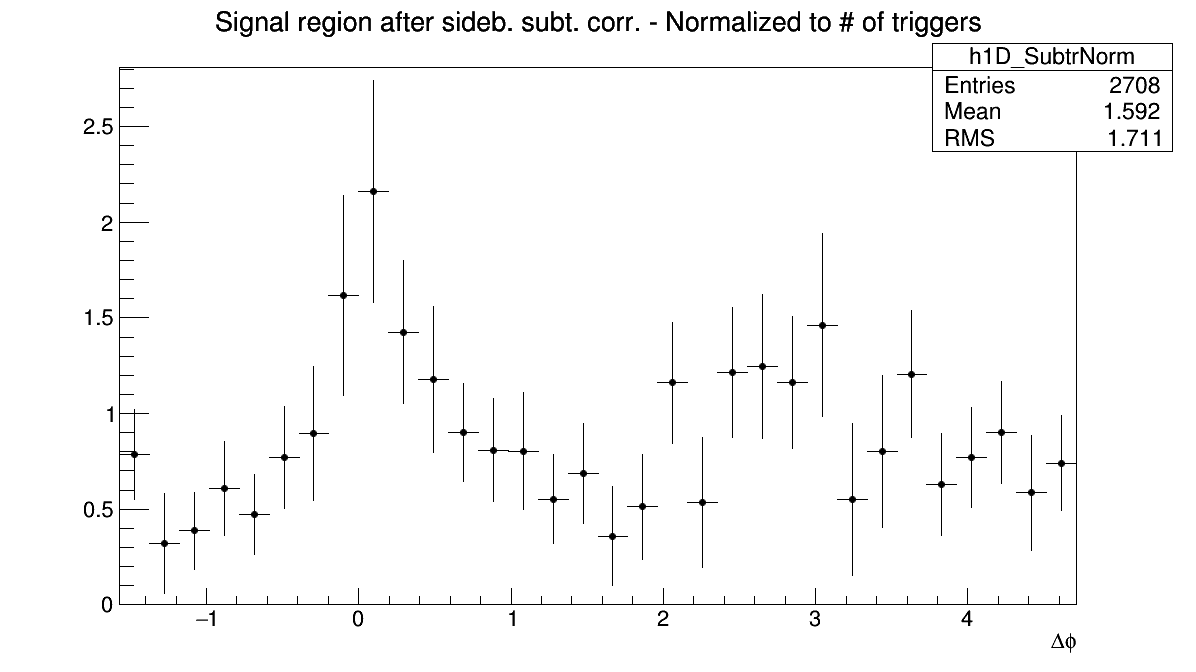 Signal region after sideb. subt. corr. - Normalized to # of triggers
h1D_SubtrNorm
Entries 2708
Mean 1.592
RMS 1.711
2.5
2
1.5
1
0.5
0
−1 0 1 2 3 4
Δϕ